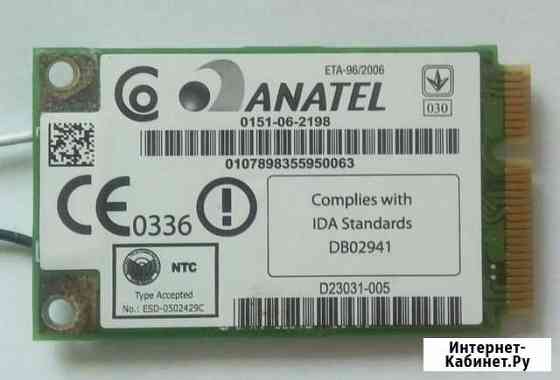 ETA-96/2006
ANATEL
030
0151-06-2198
0107898355950063
CE 0336
Complies with
IDA Standards
DB02941
NTC
Type Accepted
No.: ESD-0502429C
D23031-005
Интернет-
Кабинет.Ру